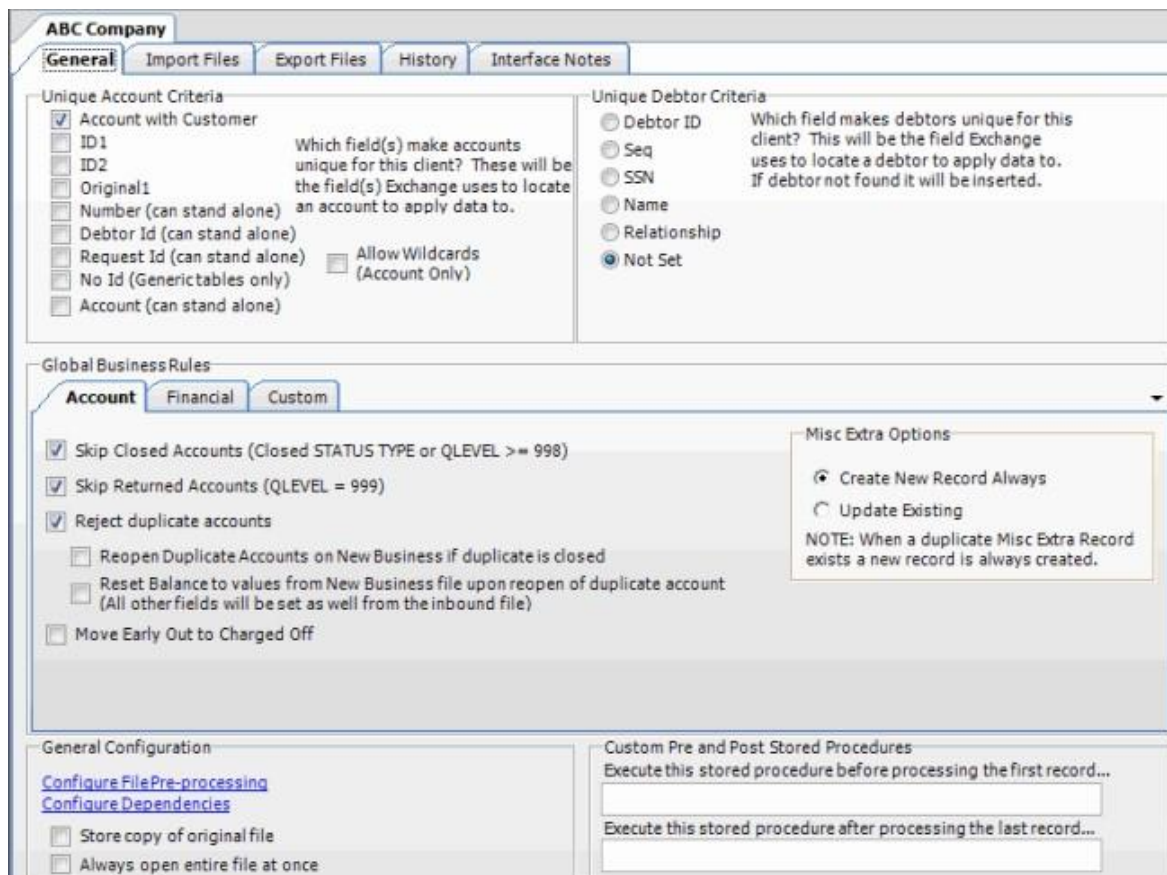 ABC Company
General
Import Files
Export Files
History
Interface Notes
Unique Account Criteria
Account with Customer
ID1
ID2
Original1
Number (can stand alone)
Debtor Id (can stand alone)
Request Id (can stand alone)
No Id (Generic tables only)
Account (can stand alone)
Which field(s) make accounts
unique for this client? These will be
the field(s) Exchange uses to locate
an account to apply data to.
Allow Wildcards
(Account Only)
Unique Debtor Criteria
Debtor ID
Seq
SSN
Name
Relationship
Not Set
Which field makes debtors unique for this
client? This will be the field Exchange
uses to locate a debtor to apply data to.
If debtor not found it will be inserted.
Global Business Rules
Account
Financial
Custom
Skip Closed Accounts (Closed STATUS TYPE or QLEVEL >= 998)
Skip Returned Accounts (QLEVEL = 999)
Reject duplicate accounts
Reopen Duplicate Accounts on New Business if duplicate is closed
Reset Balance to values from New Business file upon reopen of duplicate account
(All other fields will be set as well from the inbound file)
Move Early Out to Charged Off
Misc Extra Options
Create New Record Always
Update Existing
NOTE: When a duplicate Misc Extra Record
exists a new record is always created.
General Configuration
Configure File Pre-processing
Configure Dependencies
Store copy of original file
Always open entire file at once
Custom Pre and Post Stored Procedures
Execute this stored procedure before processing the first record...
Execute this stored procedure after processing the last record...